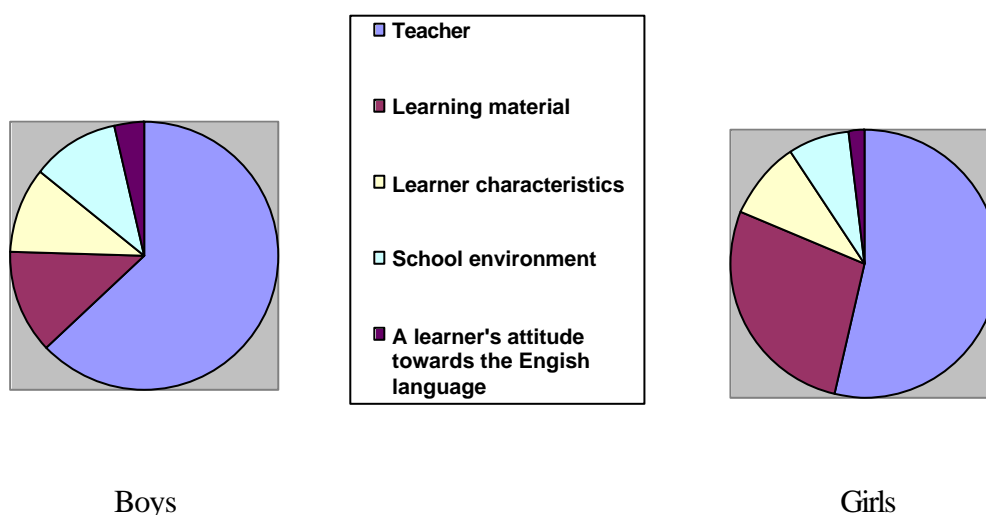 Teacher
Learning material
Learner characteristics
School environment
A learner's attitude
towards the Engish
language
Boys
Girls